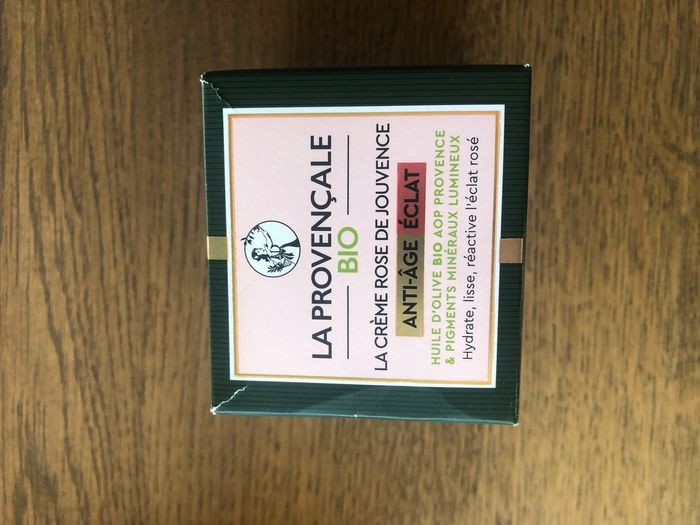 LA PROVENÇALE
BIO
LA CRÈME ROSE DE JOUVENCE
ANTI-ÂGE ÉCLAT
HUILE D'OLIVE BIO AOP PROVENCE
& PIGMENTS MINÉRAUX LUMINEUX
Hydrate, lisse, réactive l'éclat rosé